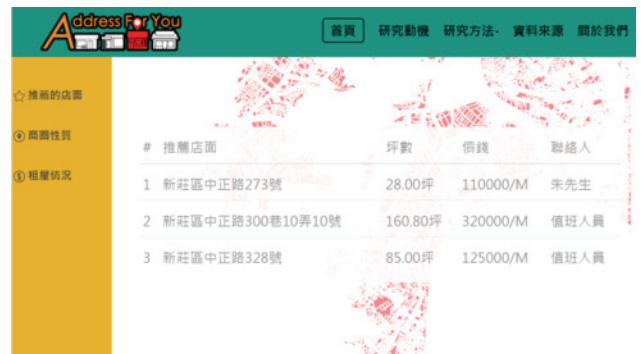 Address For You
首頁 研究動機 研究方法- 資料來源 關於我們
推薦的店面
商圈性質
租屋情況
# 推薦店面 坪數 價錢 聯絡人
1 新莊區中正路273號 28.00坪 110000/M 朱先生
2 新莊區中正路300巷10弄10號 160.80坪 320000/M 值班人員
3 新莊區中正路328號 85.00坪 125000/M 值班人員